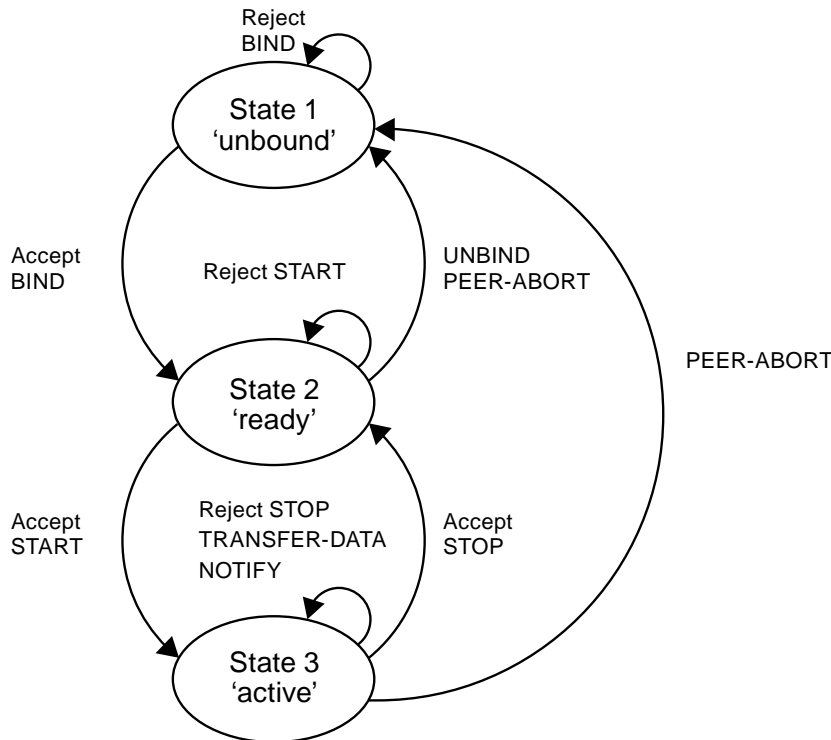 Reject
BIND
State 1
‘unbound’
Accept
BIND
Reject START
UNBIND
PEER-ABORT
PEER-ABORT
State 2
‘ready’
Accept
START
Reject STOP
TRANSFER-DATA
NOTIFY
Accept
STOP
State 3
‘active’